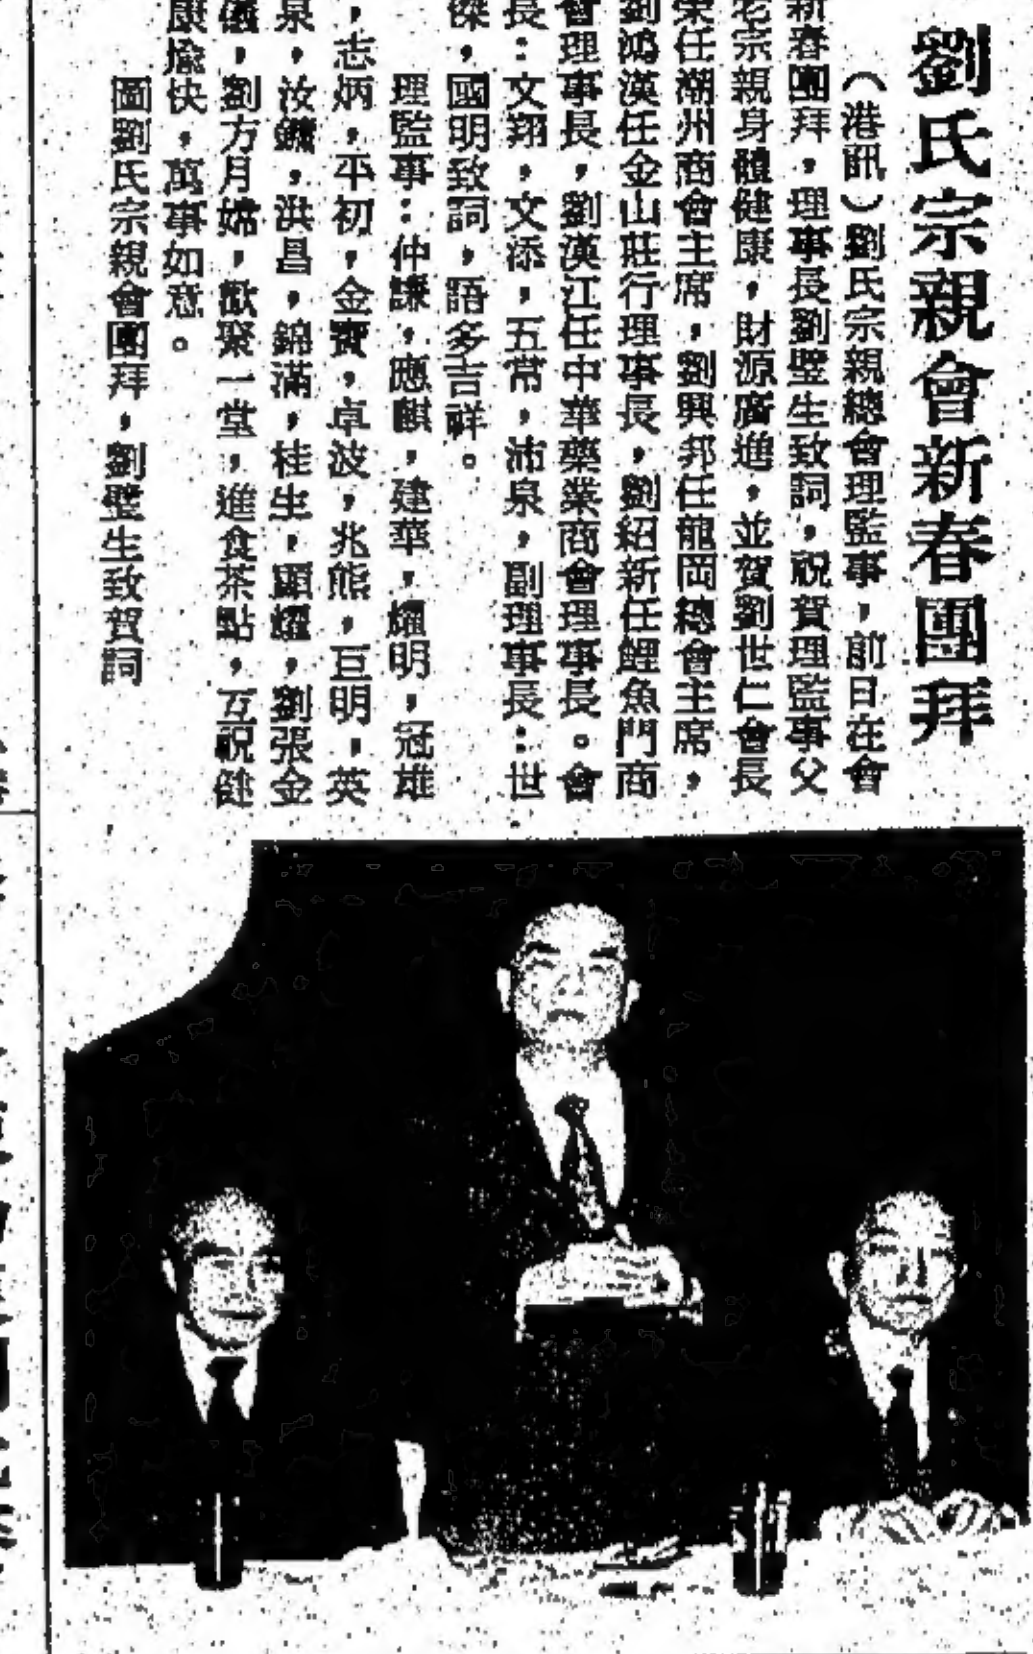 劉氏宗親會新春團拜
（港訊）劉氏宗親總會理監事，前日在會
新春團拜，理事長劉璧生致詞，祝賀理監事父
老宗親身體健康，財源廣進，並賀劉世仁會長
榮任潮州商會主席，劉興邦任龍岡總會主席，
劉鴻漢任金山莊行理事長，劉紹新任鯉魚門商
會理事長，劉漢江任中華藥業商會理事長。會
長：文翔，文添，五常，沛泉，副理事長：世
傑，國明致詞，語多吉祥。
理監事：仲謙，應麒，建華，耀明，冠雄
，志炳，平初，金寶，卓波，兆熊，巨明，英
泉，汝鏞，洪昌，錦滿，桂生，耀，劉張金
儀，劉方月嫦，歡聚一堂，進食茶點，互祝健
康愉快，萬事如意。
圖劉氏宗親會團拜，劉璧生致賀詞